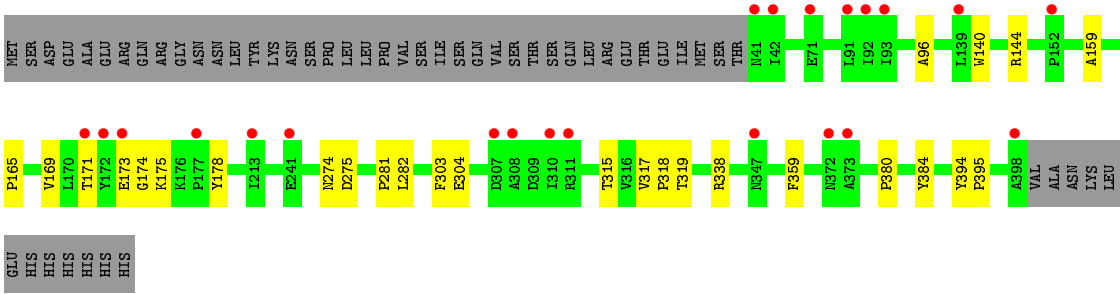 MET SER ASP GLU ALA GLU ARG GLN ARG GLY ASN ASN LEU TYR LYS ASN SER PRO LEU LEU PRO VAL SER ILE SER GLN VAL SER THR SER GLN LEU ARG GLU THR GLU ILE MET SER THR N41 I42 E71 L91 I92 I93 A96 L139 W140 R144 P152 A159
P165 V169 L170 T171 Y172 E173 G174 K175 K176 P177 Y178 I213 E241 N274 D275 P281 L282 F303 E304 D307 A308 D309 I310 R311 T315 V316 V317 P318 T319 R338 N347 F359 N372 A373 P380 Y384 Y394 P395 A398 VAL ALA ASN LYS LEU
GLU HIS HIS HIS HIS HIS HIS